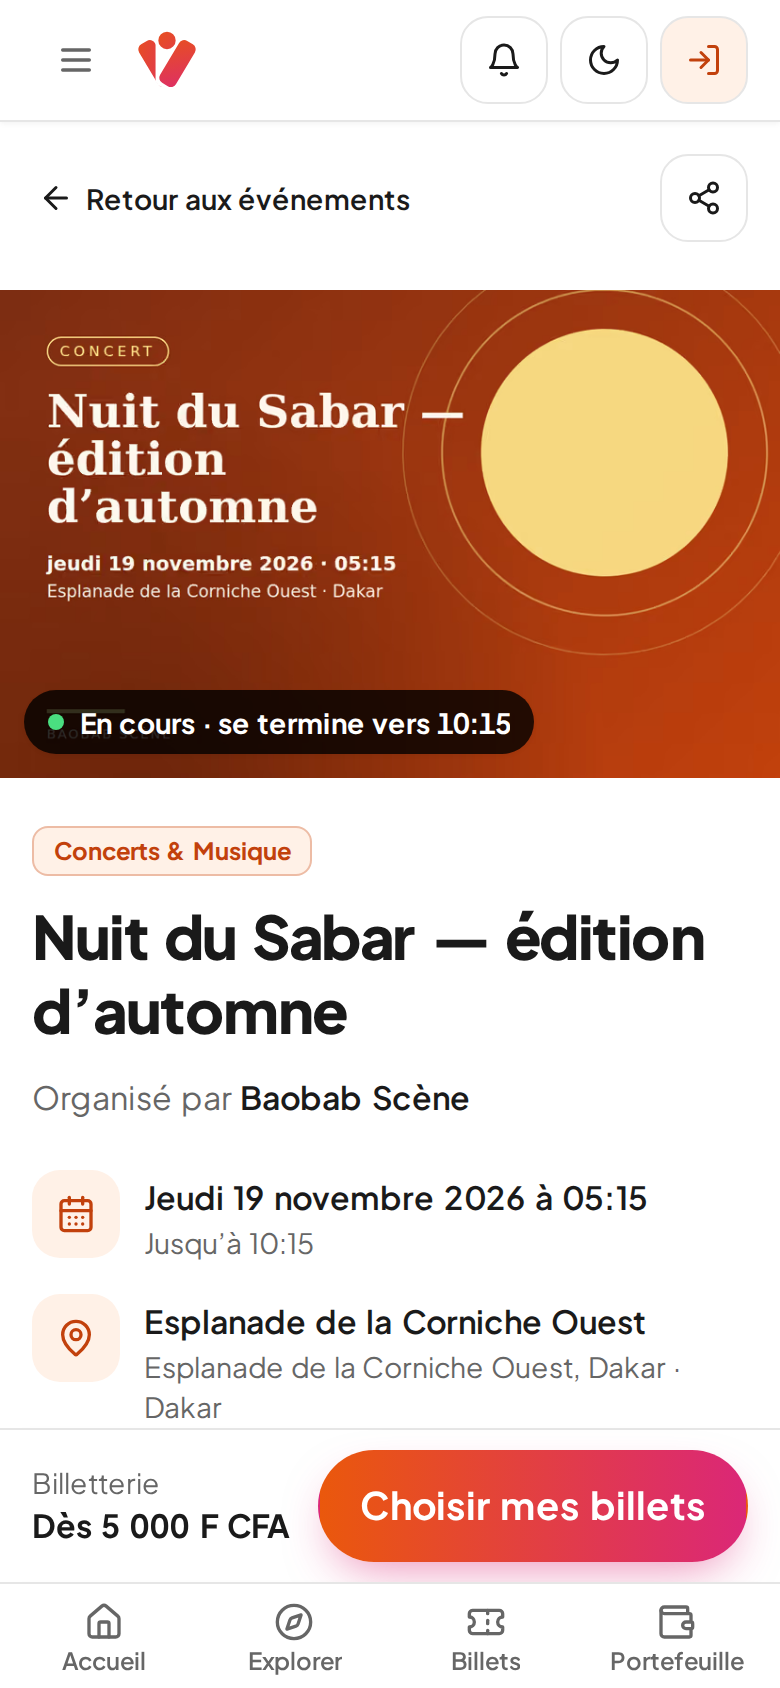 Retour aux événements
CONCERT
Nuit du Sabar —
édition
d’automne
jeudi 19 novembre 2026 · 05:15
Esplanade de la Corniche Ouest · Dakar
En cours · se termine vers 10:15
Concerts & Musique
Nuit du Sabar — édition
d’automne
Organisé par Baobab Scène
Jeudi 19 novembre 2026 à 05:15
Jusqu’à 10:15
Esplanade de la Corniche Ouest
Esplanade de la Corniche Ouest, Dakar ·
Dakar
Billetterie
Dès 5 000 F CFA
Choisir mes billets
Accueil
Explorer
Billets
Portefeuille